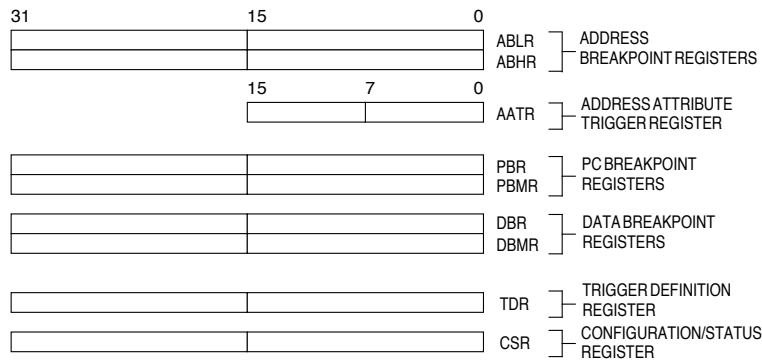 31 15 0
ABLR ADDRESS
ABHR BREAKPOINT REGISTERS
15 7 0
AATR ADDRESS ATTRIBUTE
TRIGGER REGISTER
PBR PC BREAKPOINT
PBMR REGISTERS
DBR DATA BREAKPOINT
DBMR REGISTERS
TDR TRIGGER DEFINITION
REGISTER
CSR CONFIGURATION/STATUS
REGISTER